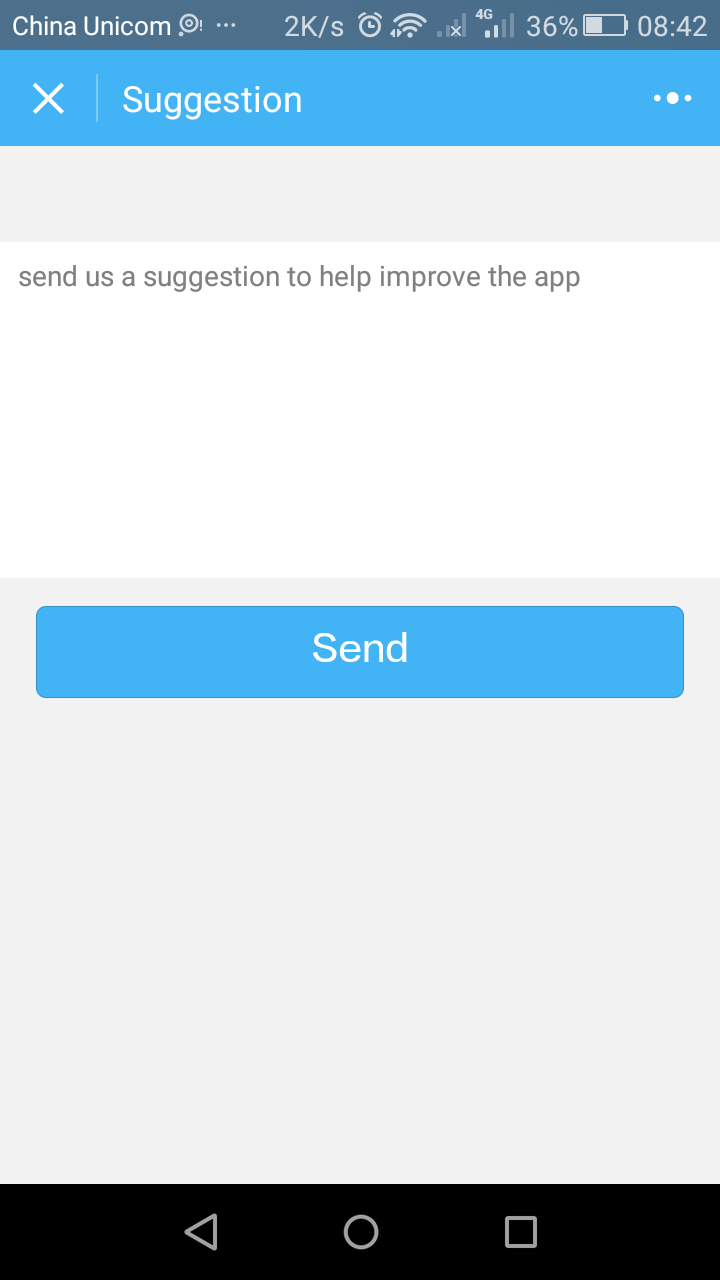 China Unicom ... 2K/s 4G 36% 08:42
Suggestion
send us a suggestion to help improve the app
Send